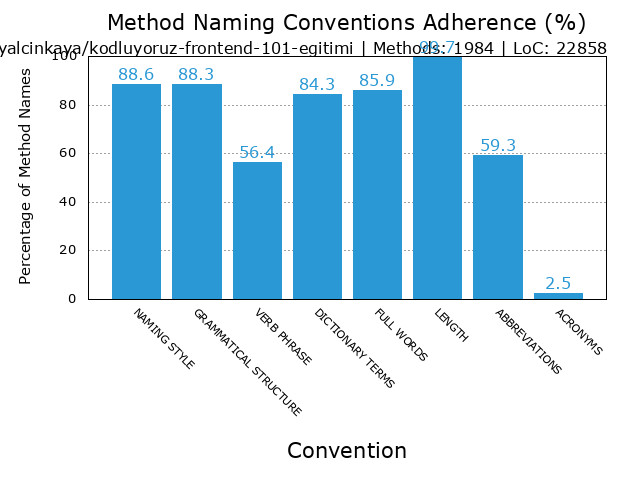 Method Naming Conventions Adherence (%)
yalcinkaya/kodluyoruz-frontend-101-egitimi | Methods: 1984 | LoC: 22858
Percentage of Method Names
100
80
60
40
20
0
88.6
88.3
56.4
84.3
85.9
99.7
59.3
2.5
NAMING STYLE
GRAMMATICAL STRUCTURE
VERB PHRASE
DICTIONARY TERMS
FULL WORDS
LENGTH
ABBREVIATIONS
ACRONYMS
Convention